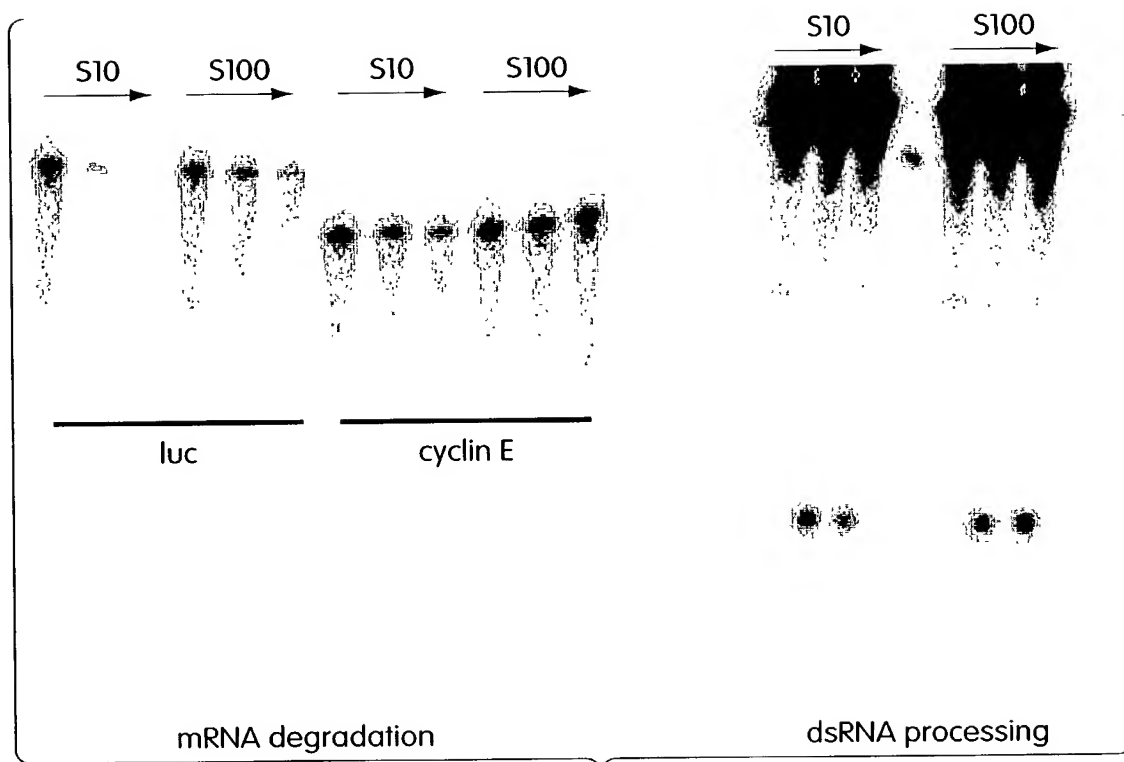 S10 S100 S10 S100 S10 S100
luc cyclin E
mRNA degradation dsRNA processing